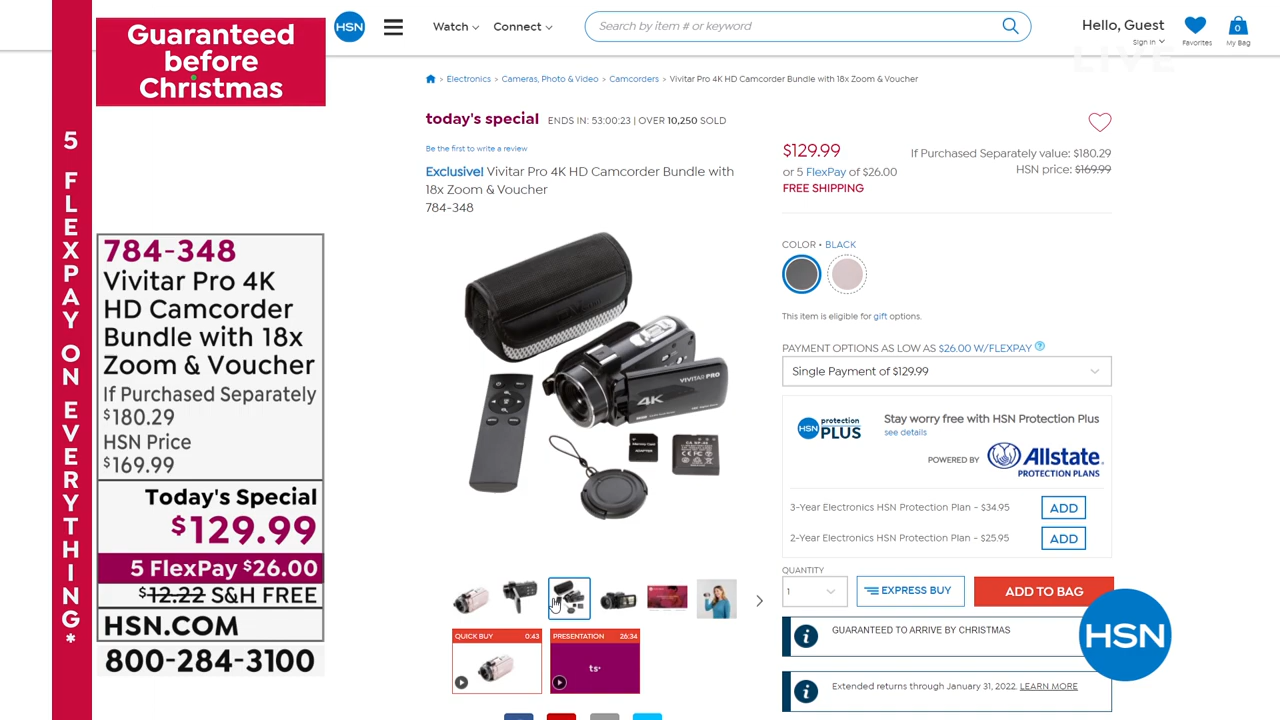 Guaranteed
before
Christmas
5 FLEXPAY ON EVERYTHING*
784-348
Vivitar Pro 4K
HD Camcorder
Bundle with 18x
Zoom & Voucher
If Purchased Separately
$180.29
HSN Price
$169.99
Today's Special
$129.99
5 FlexPay $26.00
$12.22 S&H FREE
HSN.COM
800-284-3100
HSN
Watch
Connect
Search by item # or keyword
Hello, Guest
Sign In
Favorites
0
My Bag
LIVE
> Electronics > Cameras, Photo & Video > Camcorders > Vivitar Pro 4K HD Camcorder Bundle with 18x Zoom & Voucher
today's special ENDS IN: 53:00:23 | OVER 10,250 SOLD
Be the first to write a review
Exclusive! Vivitar Pro 4K HD Camcorder Bundle with
18x Zoom & Voucher
784-348
VIVITAR PRO
4K
Memory Card
ADAPTER
QUICK BUY 0:43
PRESENTATION 26:34
ts*
$129.99
or 5 FlexPay of $26.00
FREE SHIPPING
If Purchased Separately value: $180.29
HSN price: $169.99
COLOR • BLACK
This item is eligible for gift options.
PAYMENT OPTIONS AS LOW AS $26.00 W/FLEXPAY ?
Single Payment of $129.99
HSN protection PLUS
Stay worry free with HSN Protection Plus
see details
POWERED BY Allstate.
PROTECTION PLANS
3-Year Electronics HSN Protection Plan - $34.95 ADD
2-Year Electronics HSN Protection Plan - $25.95 ADD
QUANTITY
1
EXPRESS BUY
ADD TO BAG
GUARANTEED TO ARRIVE BY CHRISTMAS
Extended returns through January 31, 2022. LEARN MORE
HSN